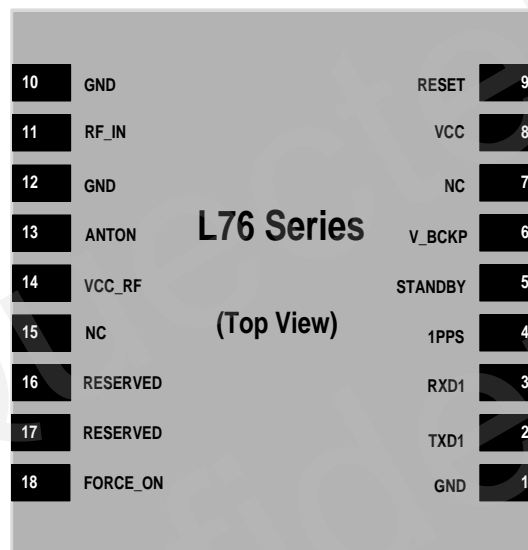 10 GND RESET 9
11 RF_IN VCC 8
12 GND NC 7
13 ANTON L76 Series V_BCKP 6
14 VCC_RF STANDBY 5
15 NC (Top View) 1PPS 4
16 RESERVED RXD1 3
17 RESERVED TXD1 2
18 FORCE_ON GND 1